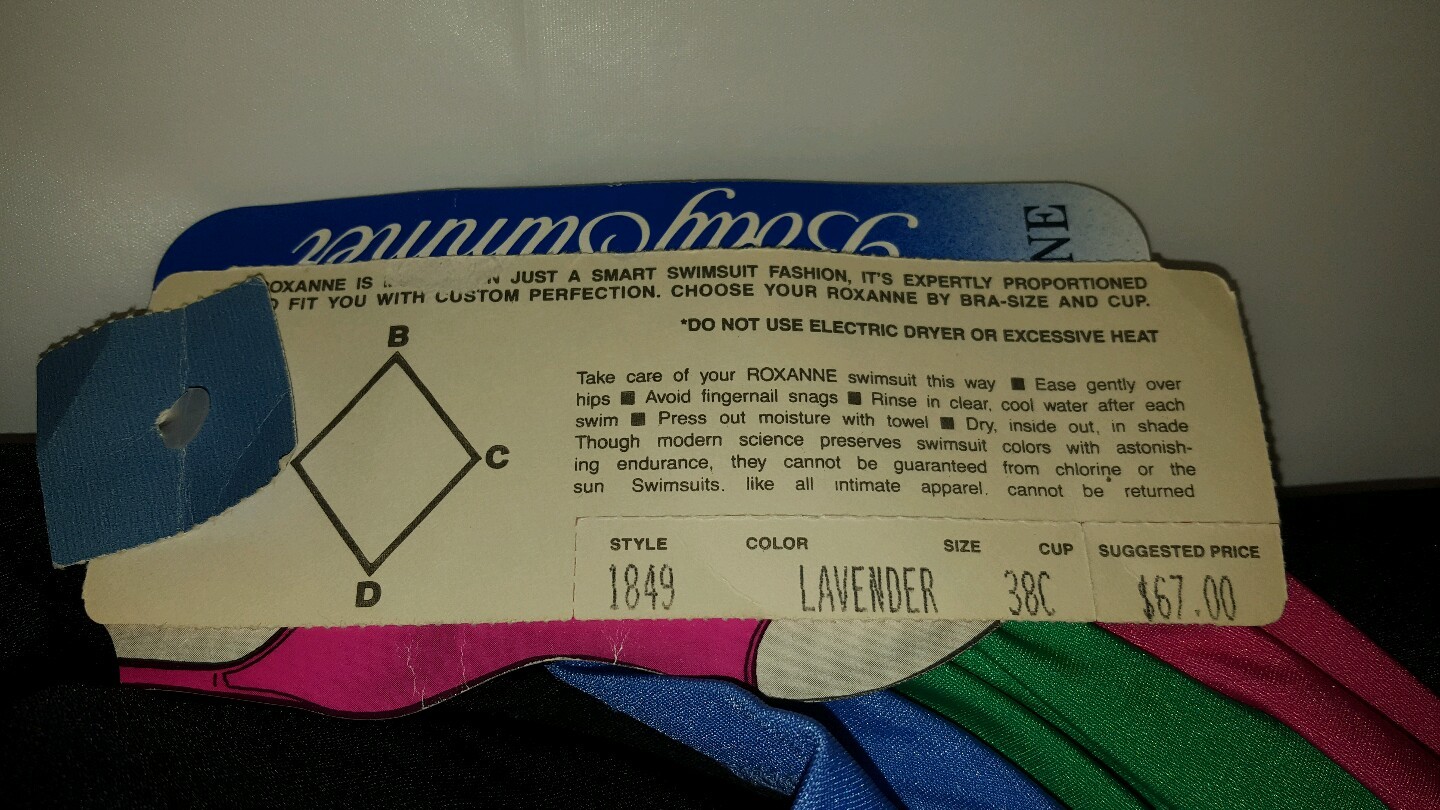 Body Slimmer
NE
ROXANNE IS N JUST A SMART SWIMSUIT FASHION, IT'S EXPERTLY PROPORTIONED
FIT YOU WITH CUSTOM PERFECTION. CHOOSE YOUR ROXANNE BY BRA-SIZE AND CUP.
*DO NOT USE ELECTRIC DRYER OR EXCESSIVE HEAT
B
C
D
Take care of your ROXANNE swimsuit this way ■ Ease gently over
hips ■ Avoid fingernail snags ■ Rinse in clear, cool water after each
swim ■ Press out moisture with towel ■ Dry, inside out, in shade
Though modern science preserves swimsuit colors with astonish-
ing endurance, they cannot be guaranteed from chlorine or the
sun Swimsuits. like all intimate apparel. cannot be returned
STYLE COLOR SIZE CUP SUGGESTED PRICE
1849 LAVENDER 38C $67.00